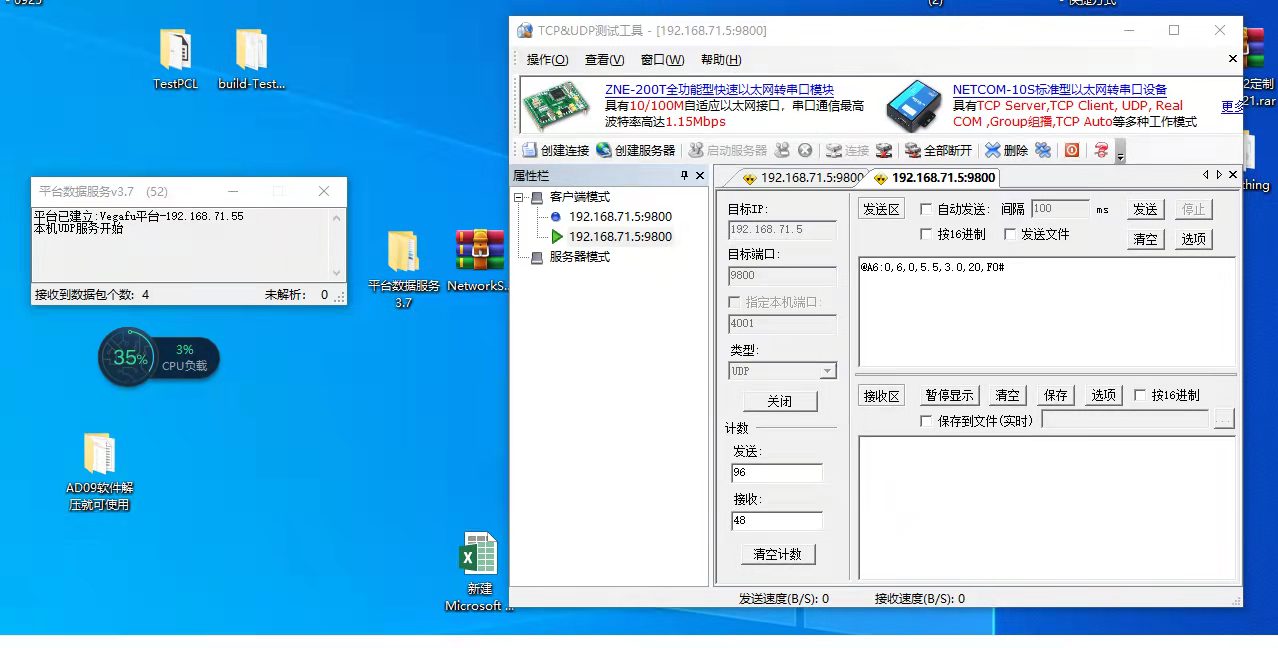 (2)
- 快捷方式
TestPCL
build-Test...
平台数据服务v3.7 (52)
平台已建立:Vegafu平台-192.168.71.55
本机UDP服务开始
接收到数据包个数: 4
未解析: 0
35%
3%
CPU负载
平台数据服务
3.7
NetworkS...
AD09软件解
压就可使用
新建
Microsoft ...
TCP&UDP测试工具 - [192.168.71.5:9800]
操作(O) 查看(V) 窗口(W) 帮助(H)
ZNE-200T全功能型快速以太网转串口模块
具有10/100M自适应以太网接口，串口通信最高
波特率高达1.15Mbps
NETCOM-10S标准型以太网转串口设备
具有TCP Server,TCP Client, UDP, Real
COM ,Group组播,TCP Auto等多种工作模式
更多
创建连接 创建服务器 启动服务器 连接 全部断开 删除
属性栏
客户端模式
192.168.71.5:9800
192.168.71.5:9800
服务器模式
192.168.71.5:9800
192.168.71.5:9800
目标IP:
192.168.71.5
目标端口:
9800
指定本机端口:
4001
类型:
UDP
关闭
计数
发送:
96
接收:
48
清空计数
发送区 自动发送: 间隔 100 ms 发送 停止
按16进制 发送文件 清空 选项
@A6:0,6,0,5.5,3.0,20,F0#
接收区 暂停显示 清空 保存 选项 按16进制
保存到文件(实时) ...
发送速度(B/S): 0 接收速度(B/S): 0
2定制
21.rar
thing